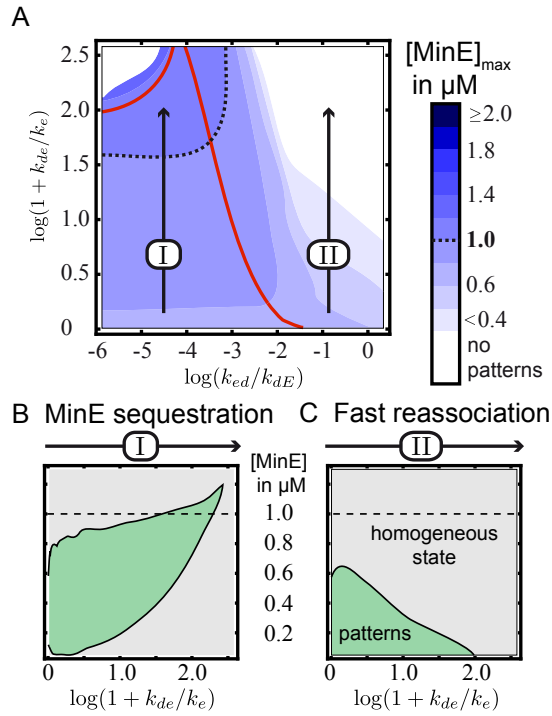 A
[MinE]max
in μM
≥2.0
1.8
1.4
1.0
0.6
<0.4
no
patterns
log(1 + k_de/k_e)
2.5
2.0
1.5
1.0
0.5
0
I
II
-6 -5 -4 -3 -2 -1 0
log(k_ed/k_dE)
B MinE sequestration
I
C Fast reassociation
II
[MinE]
in μM
1.0
0.8
0.6
0.4
0.2
homogeneous
state
patterns
0 1.0 2.0
log(1 + k_de/k_e)
0 1.0 2.0
log(1 + k_de/k_e)